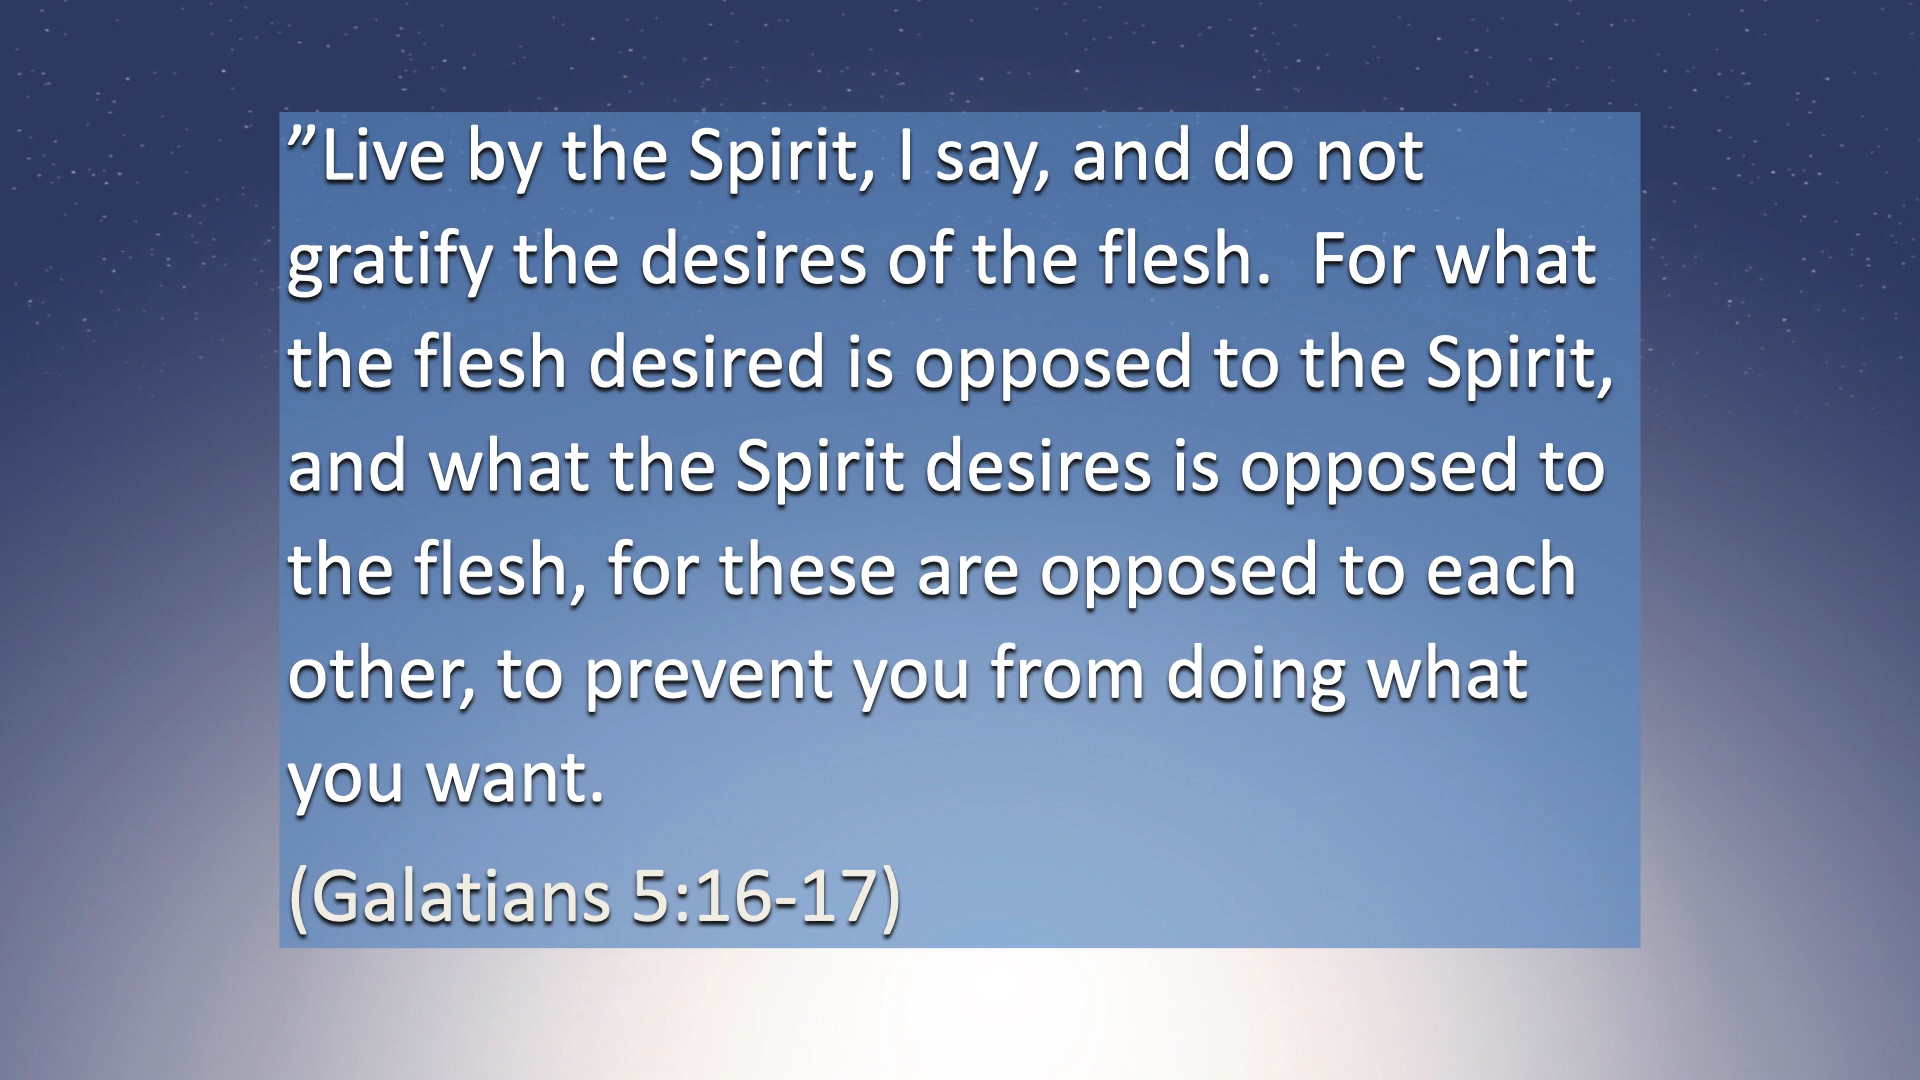 ”Live by the Spirit, I say, and do not
gratify the desires of the flesh.  For what
the flesh desired is opposed to the Spirit,
and what the Spirit desires is opposed to
the flesh, for these are opposed to each
other, to prevent you from doing what
you want.
(Galatians 5:16-17)